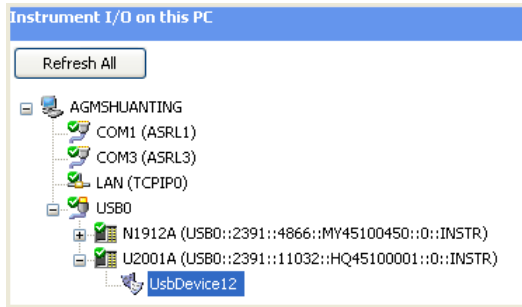 Instrument I/O on this PC
Refresh All
AGMSHUANTING
COM1 (ASRL1)
COM3 (ASRL3)
LAN (TCPIP0)
USB0
N1912A (USB0::2391::4866::MY45100450::0::INSTR)
U2001A (USB0::2391::11032::HQ45100001::0::INSTR)
UsbDevice12